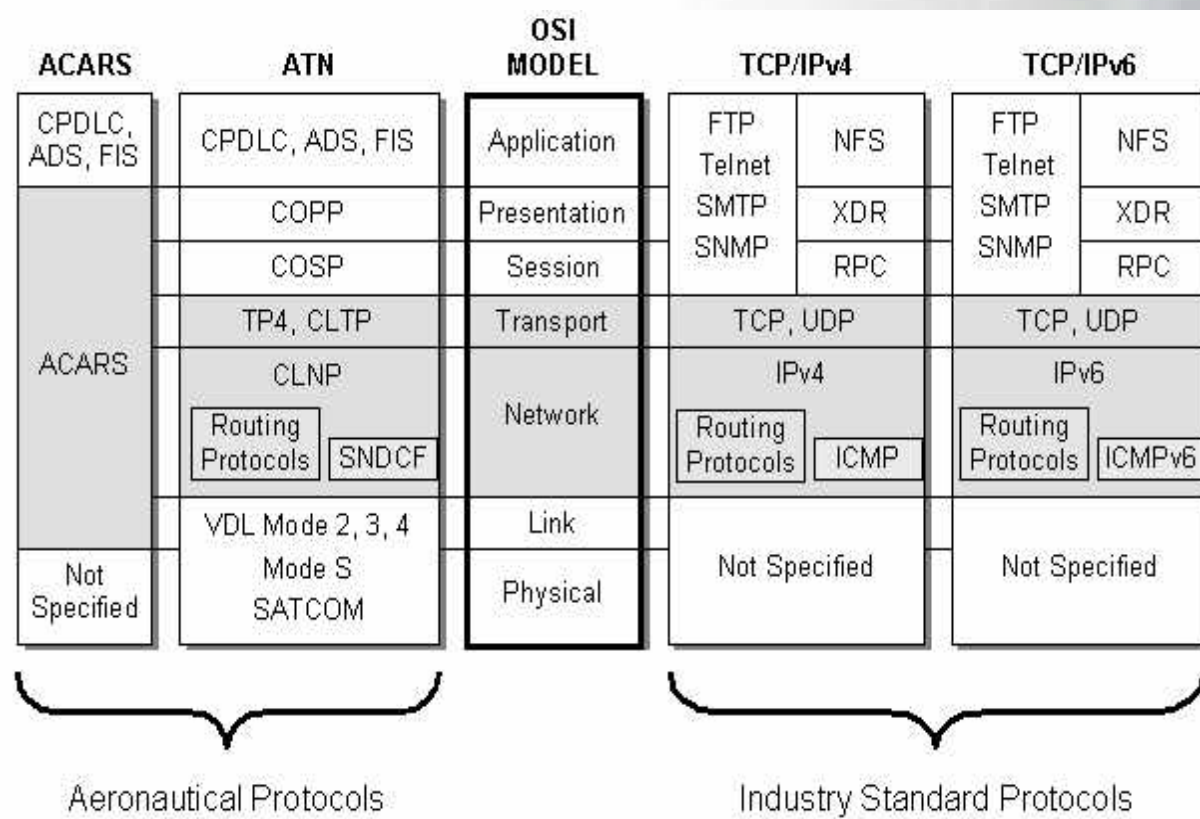 ACARS
CPDLC,
ADS, FIS
ACARS
Not
Specified
ATN
CPDLC, ADS, FIS
COPP
COSP
TP4, CLTP
CLNP
Routing
Protocols
SNDCF
VDL Mode 2, 3, 4
Mode S
SATCOM
OSI
MODEL
Application
Presentation
Session
Transport
Network
Link
Physical
TCP/IPv4
FTP
Telnet
SMTP
SNMP
NFS
XDR
RPC
TCP, UDP
IPv4
Routing
Protocols
ICMP
Not Specified
TCP/IPv6
FTP
Telnet
SMTP
SNMP
NFS
XDR
RPC
TCP, UDP
IPv6
Routing
Protocols
ICMPv6
Not Specified
Aeronautical Protocols
Industry Standard Protocols